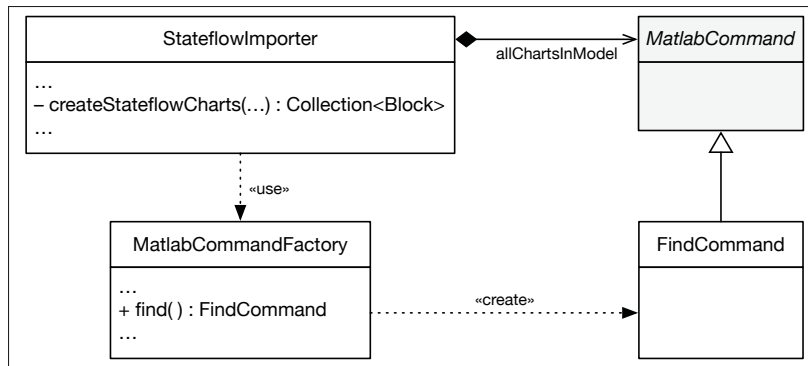 StateflowImporter
...
– createStateflowCharts(...) : Collection<Block>
...
allChartsInModel
MatlabCommand
«use»
MatlabCommandFactory
...
+ find( ) : FindCommand
...
«create»
FindCommand